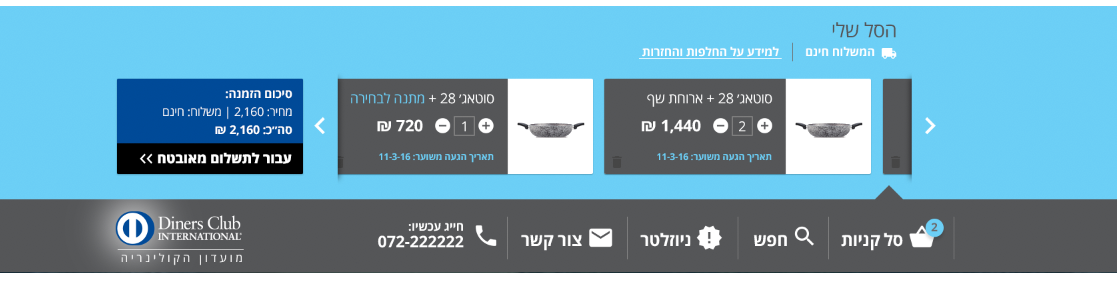 הסל שלי
המשלוח חינם | למידע על החלפות והחזרות
סוטאג׳ 28 + ארוחת שף
2
1,440 ₪
תאריך הגעה משוער: 11-3-16
סוטאג׳ 28 + מתנה לבחירה
1
720 ₪
תאריך הגעה משוער: 11-3-16
סיכום הזמנה:
מחיר: 2,160 | משלוח: חינם
סה״כ: 2,160 ₪
עבור לתשלום מאובטח >>
סל קניות
2
חפש
ניוזלטר
צור קשר
חייג עכשיו:
072-222222
Diners Club
INTERNATIONAL
מועדון הקולינריה